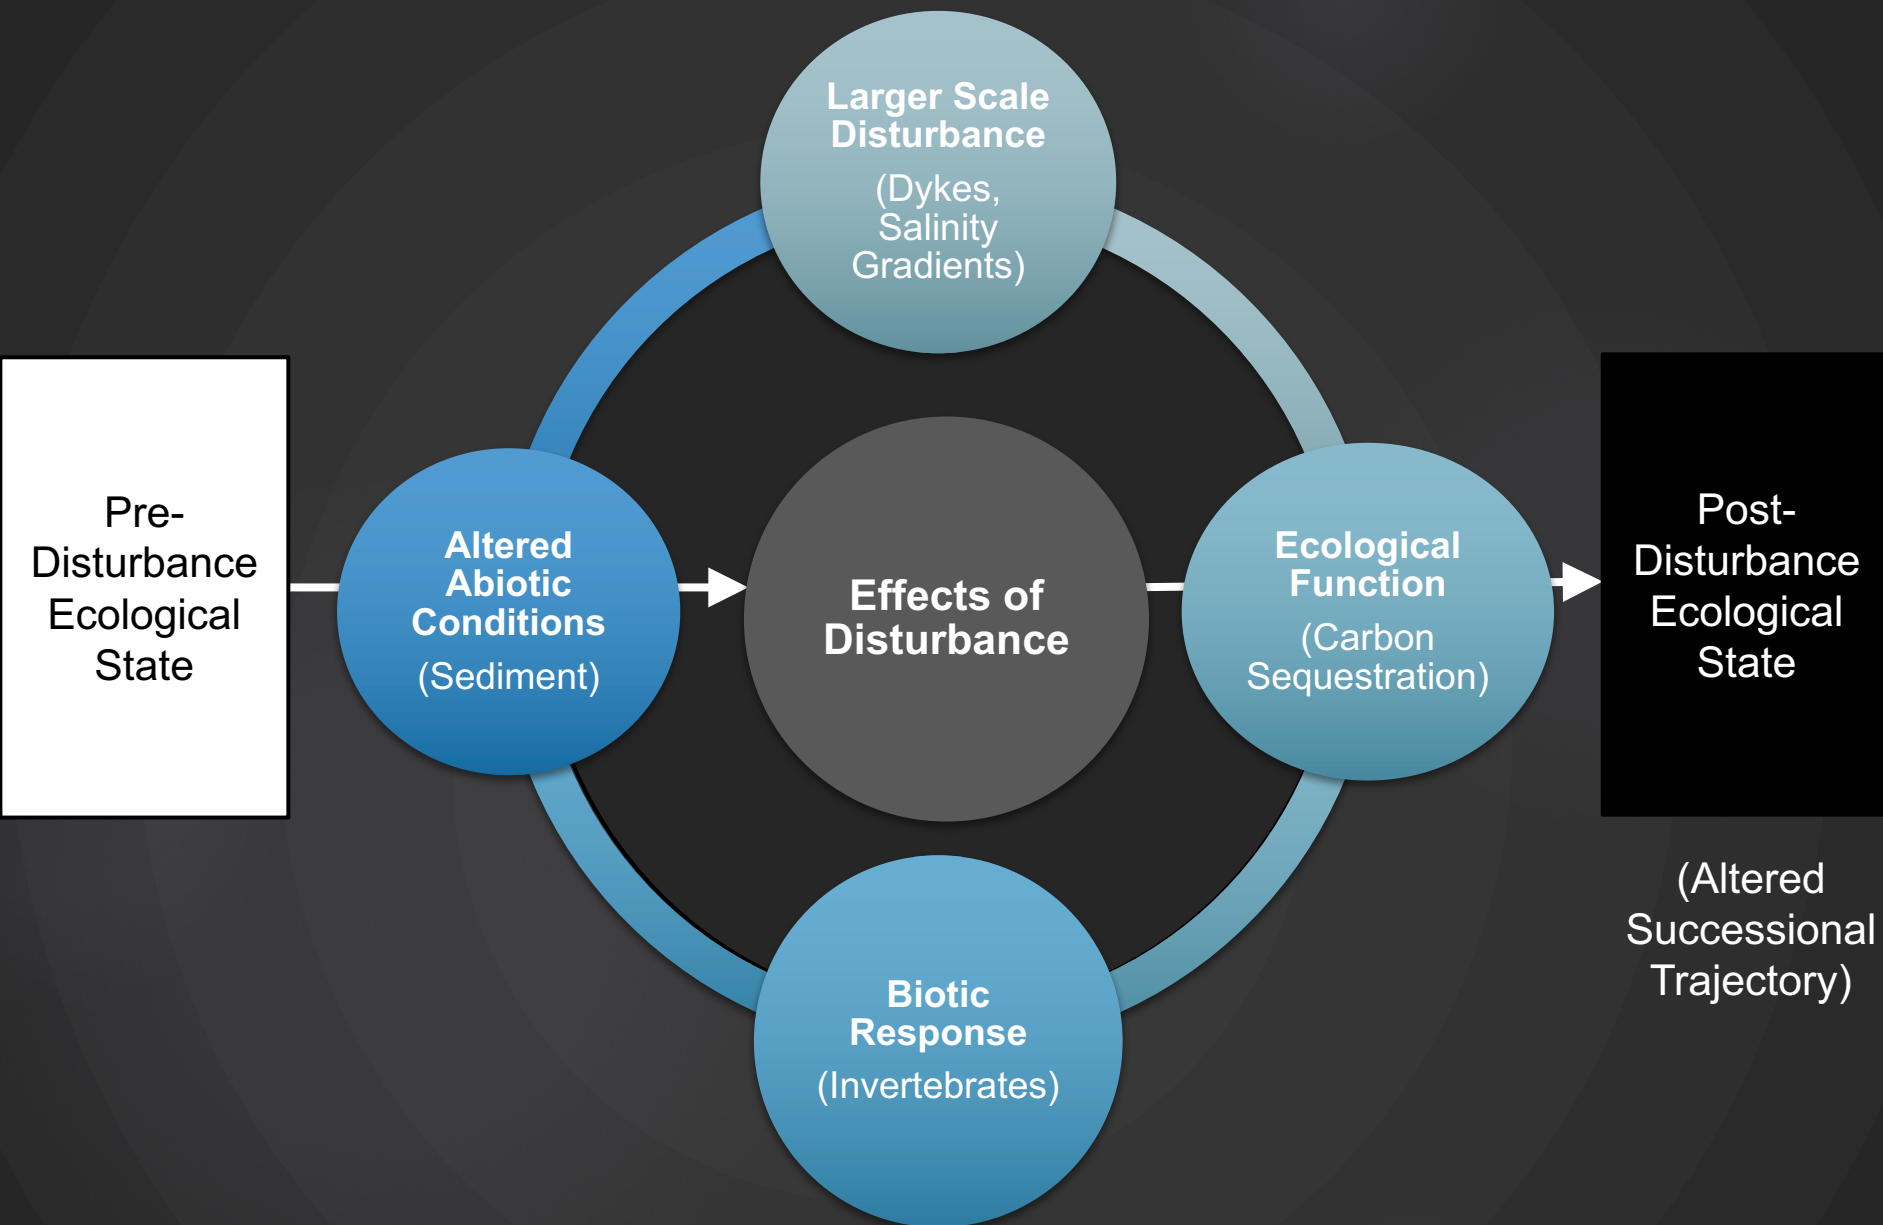 Larger Scale
Disturbance
(Dykes,
Salinity
Gradients)
Pre-
Disturbance
Ecological
State
Altered
Abiotic
Conditions
(Sediment)
Effects of
Disturbance
Ecological
Function
(Carbon
Sequestration)
Post-
Disturbance
Ecological
State
(Altered
Successional
Trajectory)
Biotic
Response
(Invertebrates)